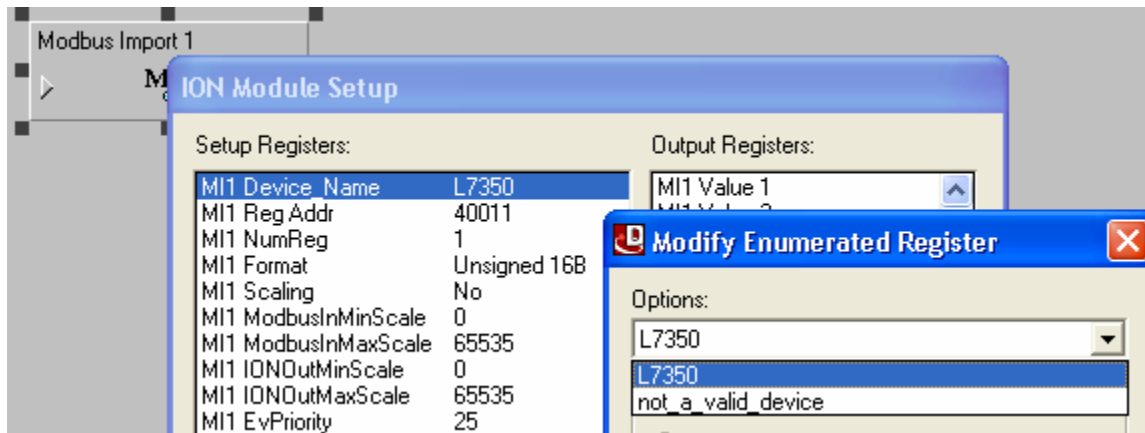 Modbus Import 1
M
ION Module Setup
Setup Registers:
Output Registers:
MI1 Device_Name L7350
MI1 Reg Addr 40011
MI1 NumReg 1
MI1 Format Unsigned 16B
MI1 Scaling No
MI1 ModbusInMinScale 0
MI1 ModbusInMaxScale 65535
MI1 IONOutMinScale 0
MI1 IONOutMaxScale 65535
MI1 EvPriority 25
MI1 Value 1
Modify Enumerated Register
Options:
L7350
L7350
not_a_valid_device